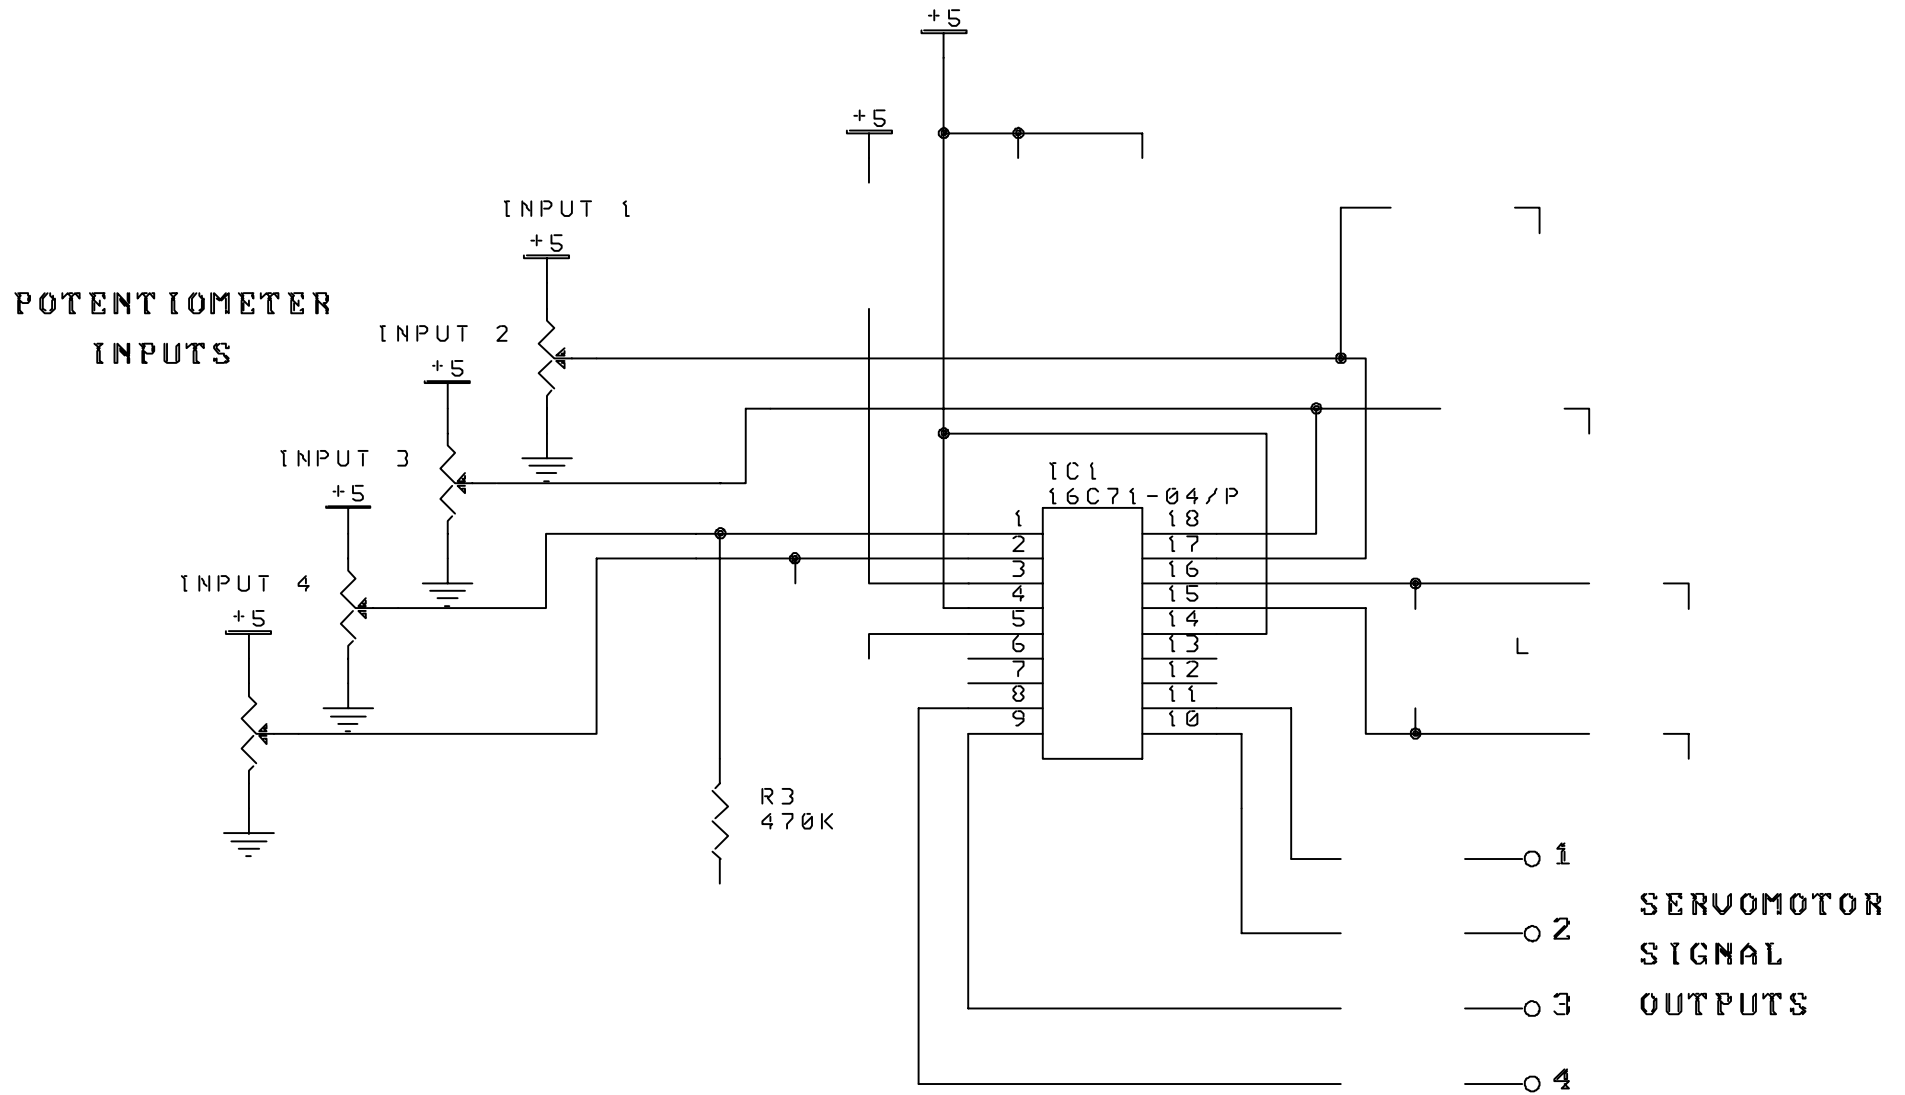 +5
+5
INPUT 1
+5
POTENTIOMETER
INPUTS
INPUT 2
+5
INPUT 3
+5
INPUT 4
+5
IC1
16C71-04/P
1 18
2 17
3 16
4 15
5 14
6 13
7 12
8 11
9 10
L
R3
470K
1
2
3
4
SERVOMOTOR
SIGNAL
OUTPUTS